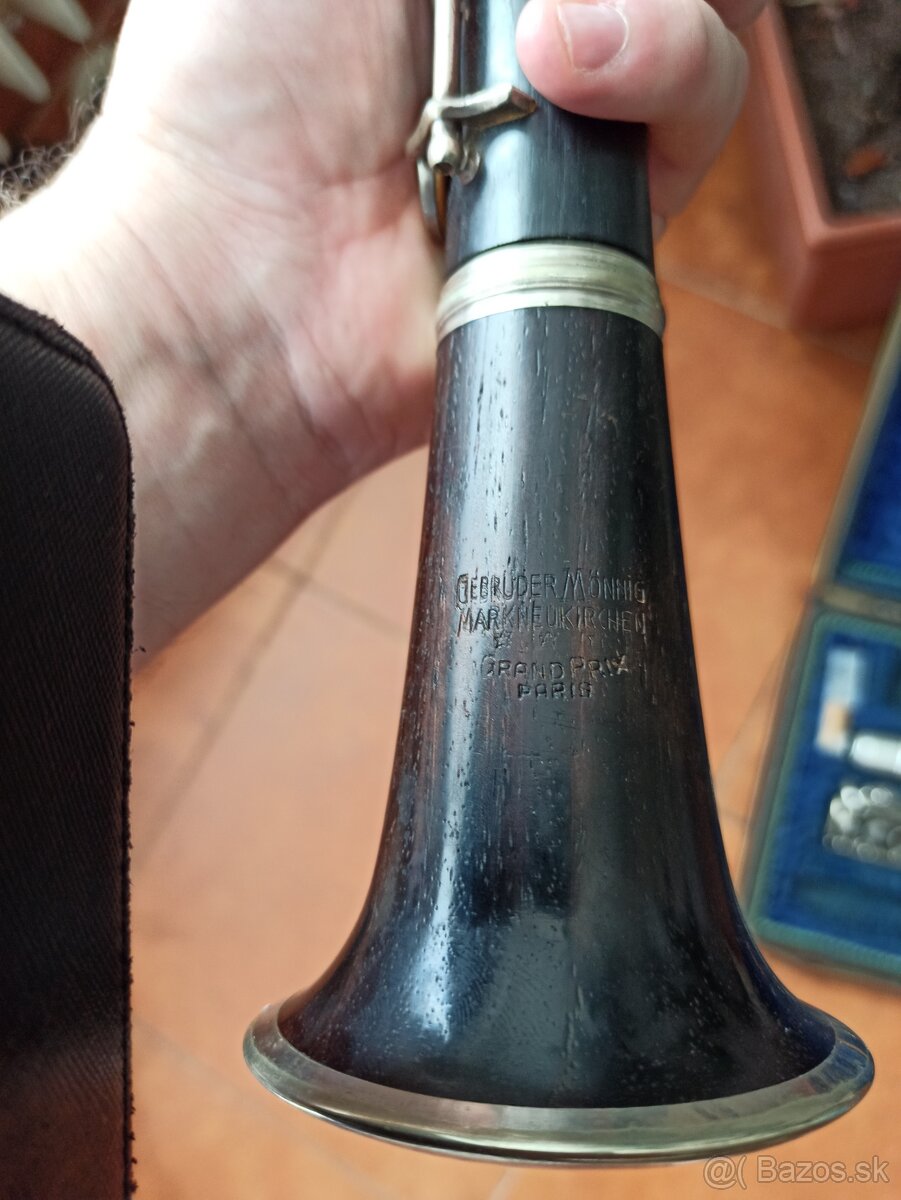 GEBRÜDER MÖNNIG
MARKNEUKIRCHEN
GRAND PRIX
PARIS
@( Bazos.sk